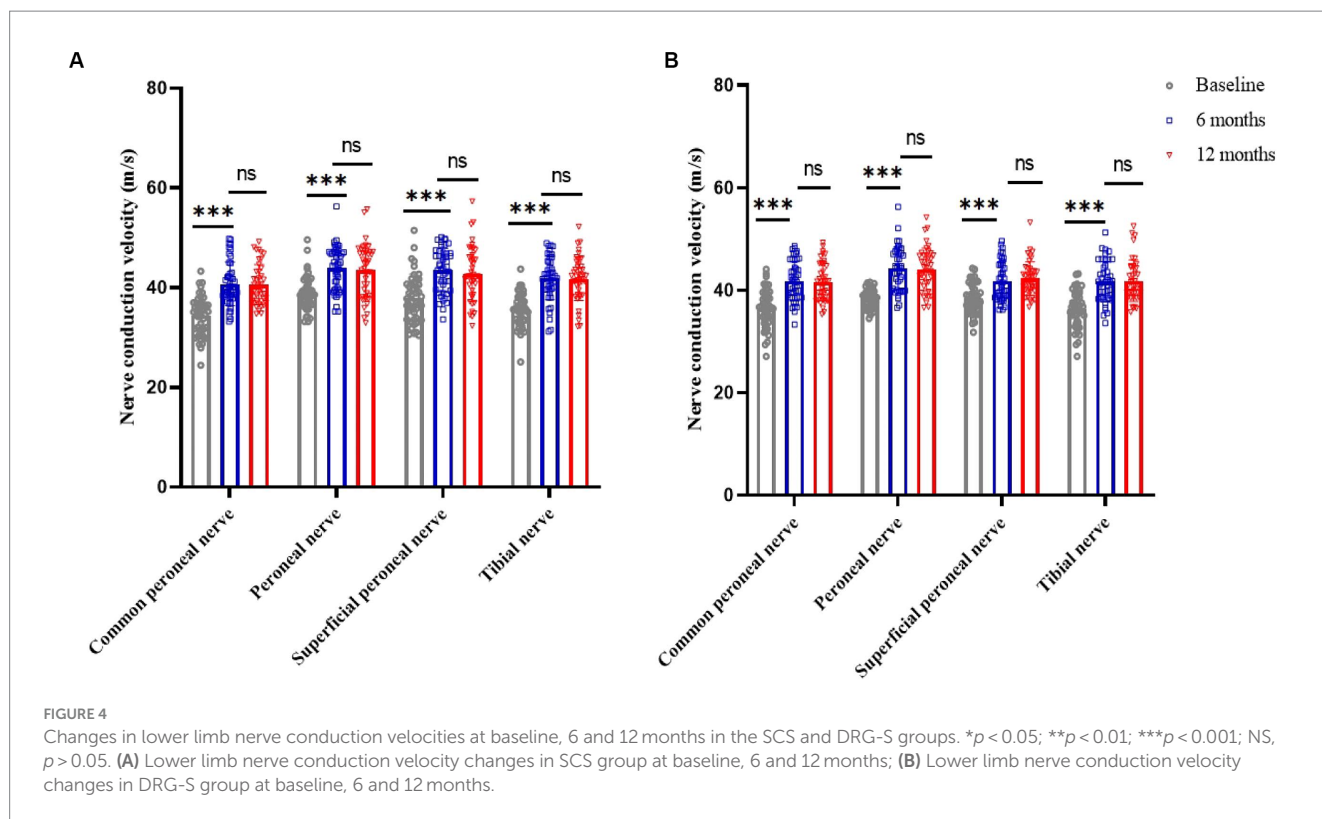 A
80
60
40
20
0
Nerve conduction velocity (m/s)
*** ns
*** ns
*** ns
*** ns
Common peroneal nerve
Peroneal nerve
Superficial peroneal nerve
Tibial nerve
B
80
60
40
20
0
Nerve conduction velocity (m/s)
*** ns
*** ns
*** ns
*** ns
Common peroneal nerve
Peroneal nerve
Superficial peroneal nerve
Tibial nerve
Baseline
6 months
12 months
FIGURE 4
Changes in lower limb nerve conduction velocities at baseline, 6 and 12 months in the SCS and DRG-S groups. *p < 0.05; **p < 0.01; ***p < 0.001; NS,
p > 0.05. (A) Lower limb nerve conduction velocity changes in SCS group at baseline, 6 and 12 months; (B) Lower limb nerve conduction velocity
changes in DRG-S group at baseline, 6 and 12 months.